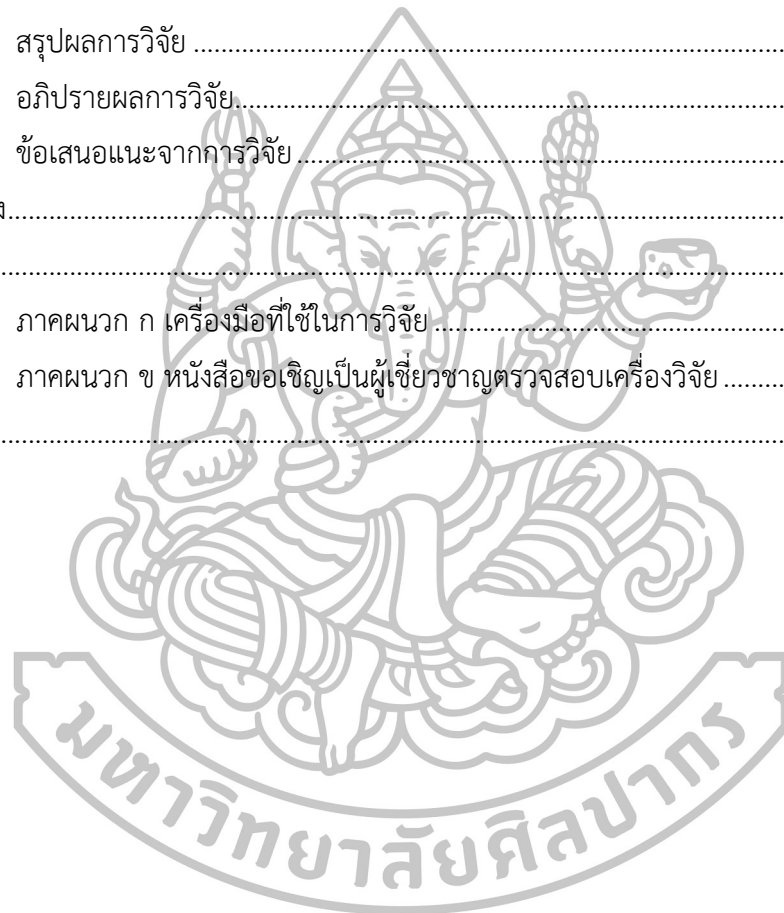 สรุปผลการวิจัย ........................................................................
อภิปรายผลการวิจัย........................................................................
ข้อเสนอแนะจากการวิจัย ........................................................................
........................................................................
........................................................................
ภาคผนวก ก เครื่องมือที่ใช้ในการวิจัย ........................................................................
ภาคผนวก ข หนังสือขอเชิญเป็นผู้เชี่ยวชาญตรวจสอบเครื่องวิจัย .........
........................................................................
มหาวิทยาลัยศิลปากร